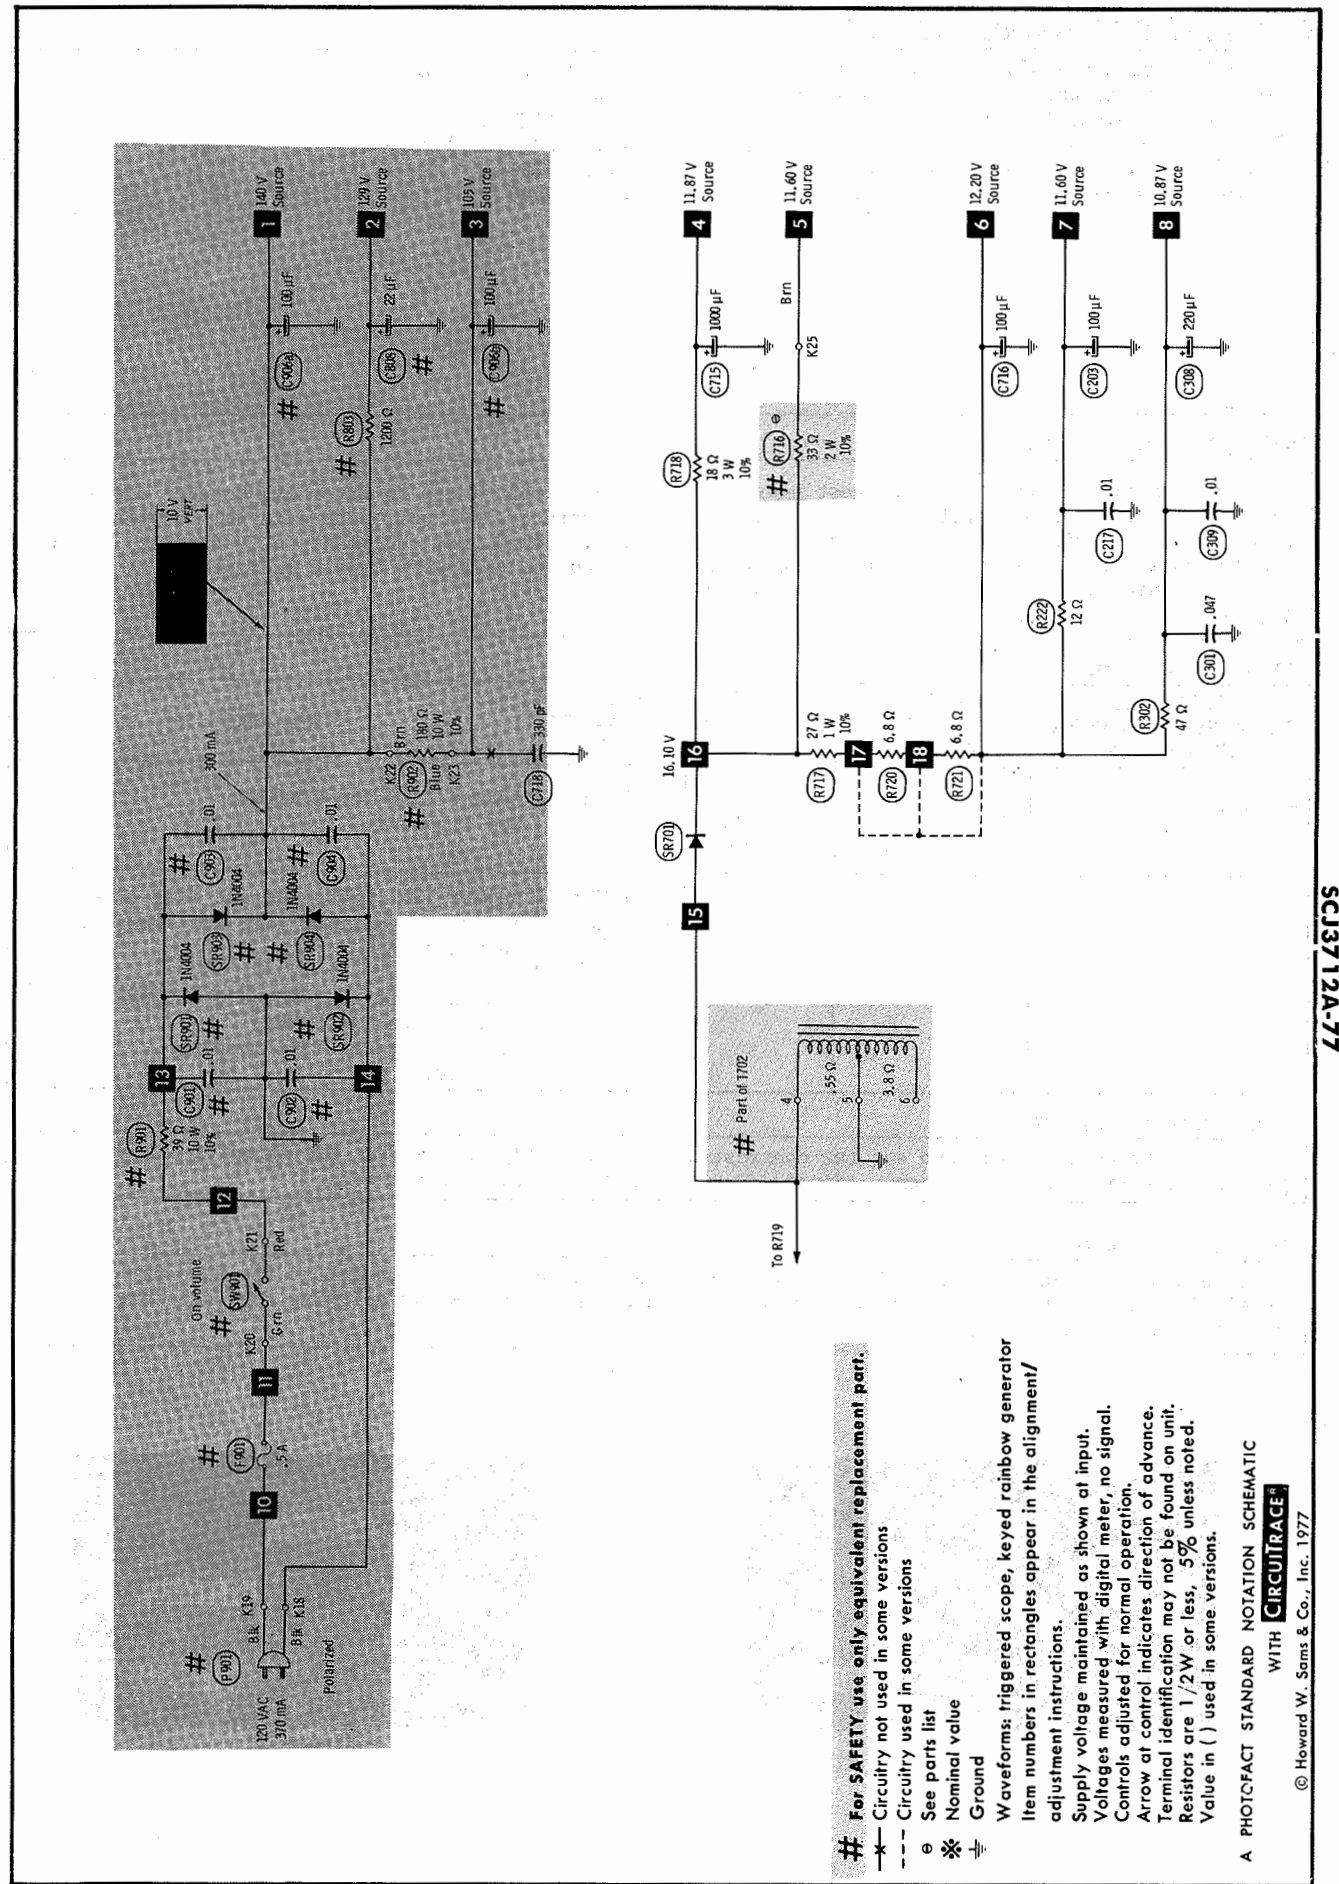 SCJ3712A-77
120 VAC
370 mA
P901
Polarized
Blk
K19
Blk
K18
10
F901
.5 A
11
K20
Grn
On volume
SW901
K21
Red
12
R901
39 Ω
10 W
10%
13
14
C901
.01
C902
.01
SR901
1N4004
SR902
1N4004
SR903
1N4004
SR904
1N4004
C903
.01
C904
.01
300 mA
10 V
VERT
K22
Brn
R902
180 Ω
10 W
10%
Blue
K23
C718
330 pF
R803
1200 Ω
C906a
100 µF
C806
22 µF
C906b
100 µF
1
140 V
Source
2
129 V
Source
3
105 V
Source
# Part of T702
4
.55 Ω
5
3.8 Ω
6
To R719
15
SR701
16
16.10 V
R718
18 Ω
3 W
10%
C715
1000 µF
4
11.87 V
Source
# R716 ⊖
33 Ω
2 W
10%
K25
Brn
5
11.60 V
Source
R717
27 Ω
1 W
10%
17
R720
6.8 Ω
18
R721
6.8 Ω
C716
100 µF
6
12.20 V
Source
R222
12 Ω
C217
.01
C203
100 µF
7
11.60 V
Source
R302
47 Ω
C301
.047
C309
.01
C308
220 µF
8
10.87 V
Source
# For SAFETY use only equivalent replacement part.
Circuitry not used in some versions
Circuitry used in some versions
⊖ See parts list
※ Nominal value
Ground
Waveforms: triggered scope, keyed rainbow generator
Item numbers in rectangles appear in the alignment/
adjustment instructions.
Supply voltage maintained as shown at input.
Voltages measured with digital meter, no signal.
Controls adjusted for normal operation.
Arrow at control indicates direction of advance.
Terminal identification may not be found on unit.
Resistors are 1/2W or less, 5% unless noted.
Value in ( ) used in some versions.
A PHOTOFACT STANDARD NOTATION SCHEMATIC
WITH CIRCUITRACE®
© Howard W. Sams & Co., Inc. 1977